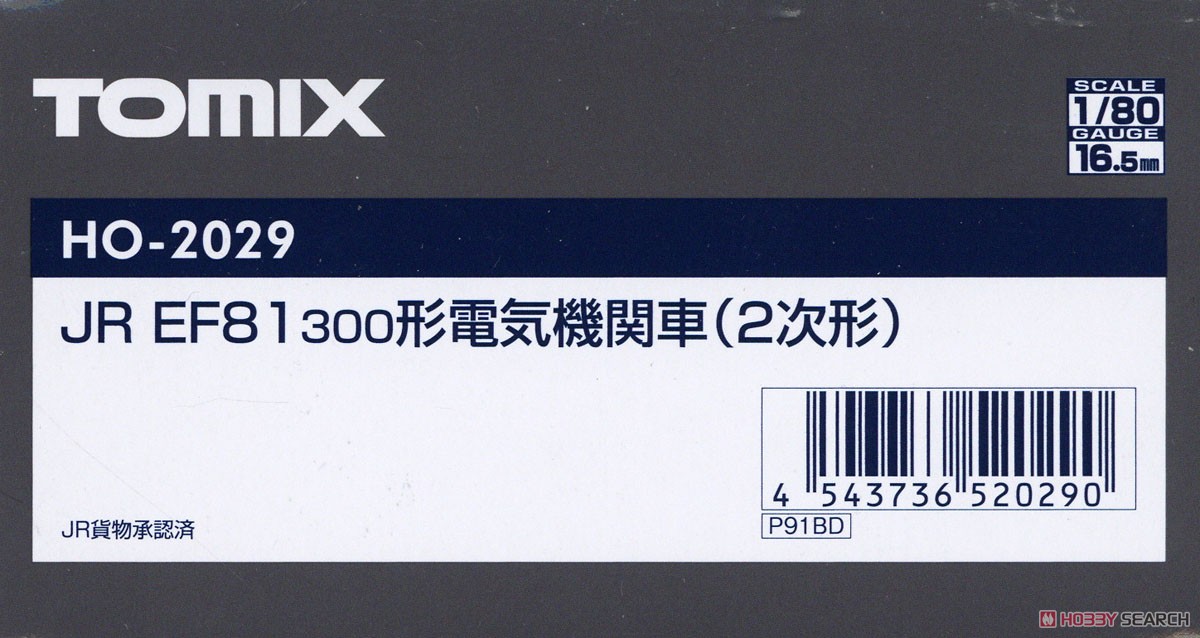 TOMIX
SCALE
1/80
GAUGE
16.5mm
HO-2029
JR EF81 300形電気機関車(2次形)
4 543736 520290
P91BD
JR貨物承認済
HOBBY SEARCH